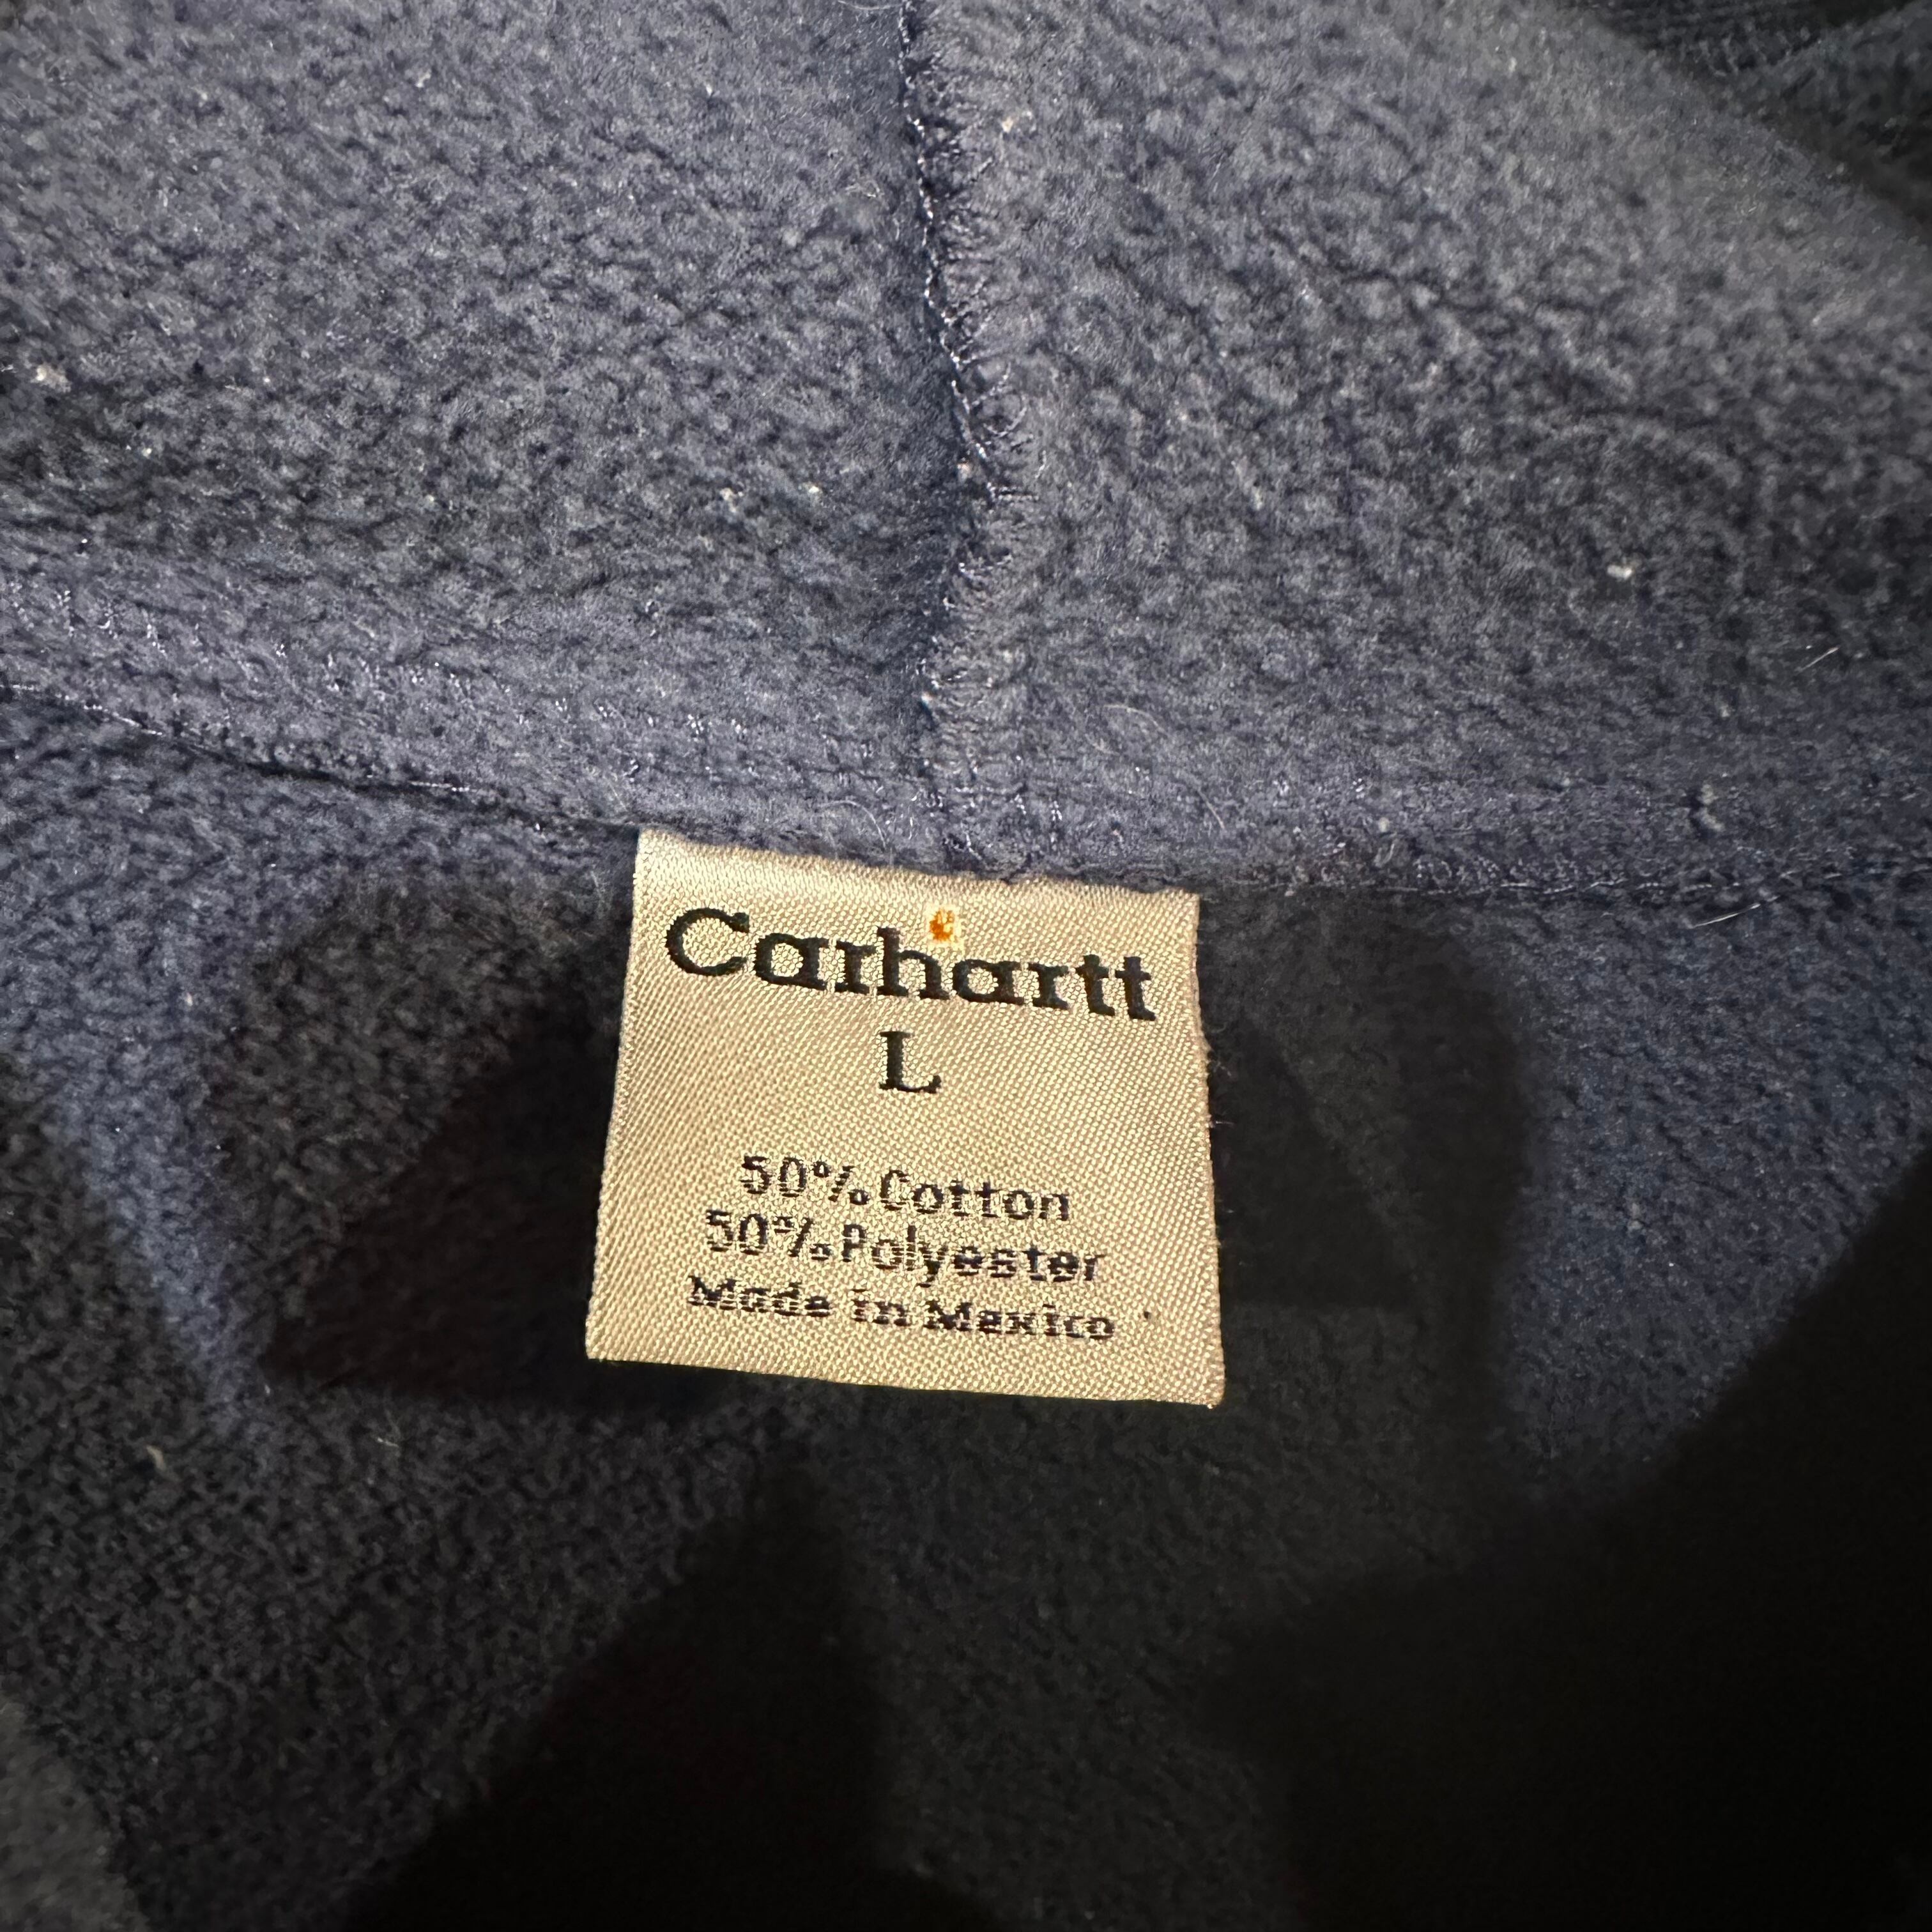 Carhartt
L
50% Cotton
50% Polyester
Made in Mexico